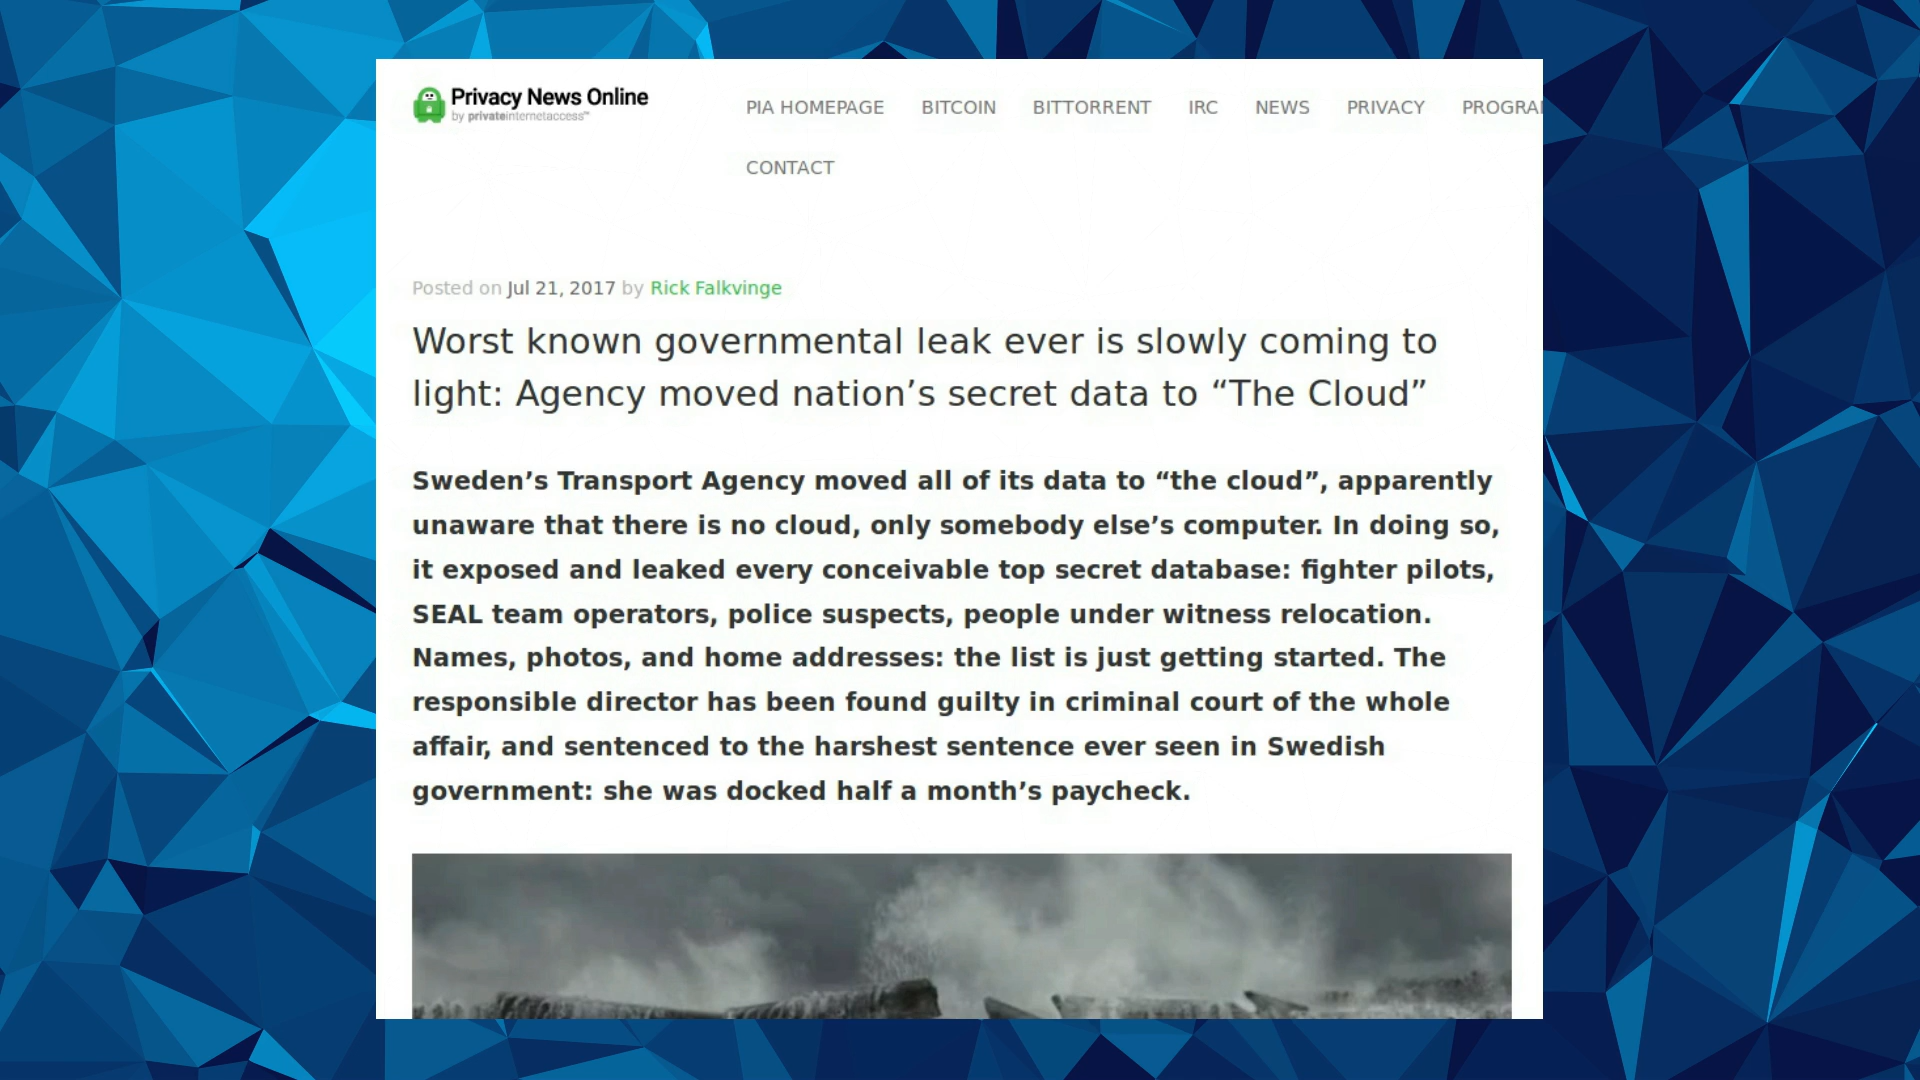 Privacy News Online
by privateinternetaccess™
PIA HOMEPAGE BITCOIN BITTORRENT IRC NEWS PRIVACY PROGRAM
CONTACT
Posted on Jul 21, 2017 by Rick Falkvinge
Worst known governmental leak ever is slowly coming to
light: Agency moved nation’s secret data to “The Cloud”
Sweden’s Transport Agency moved all of its data to “the cloud”, apparently
unaware that there is no cloud, only somebody else’s computer. In doing so,
it exposed and leaked every conceivable top secret database: fighter pilots,
SEAL team operators, police suspects, people under witness relocation.
Names, photos, and home addresses: the list is just getting started. The
responsible director has been found guilty in criminal court of the whole
affair, and sentenced to the harshest sentence ever seen in Swedish
government: she was docked half a month’s paycheck.